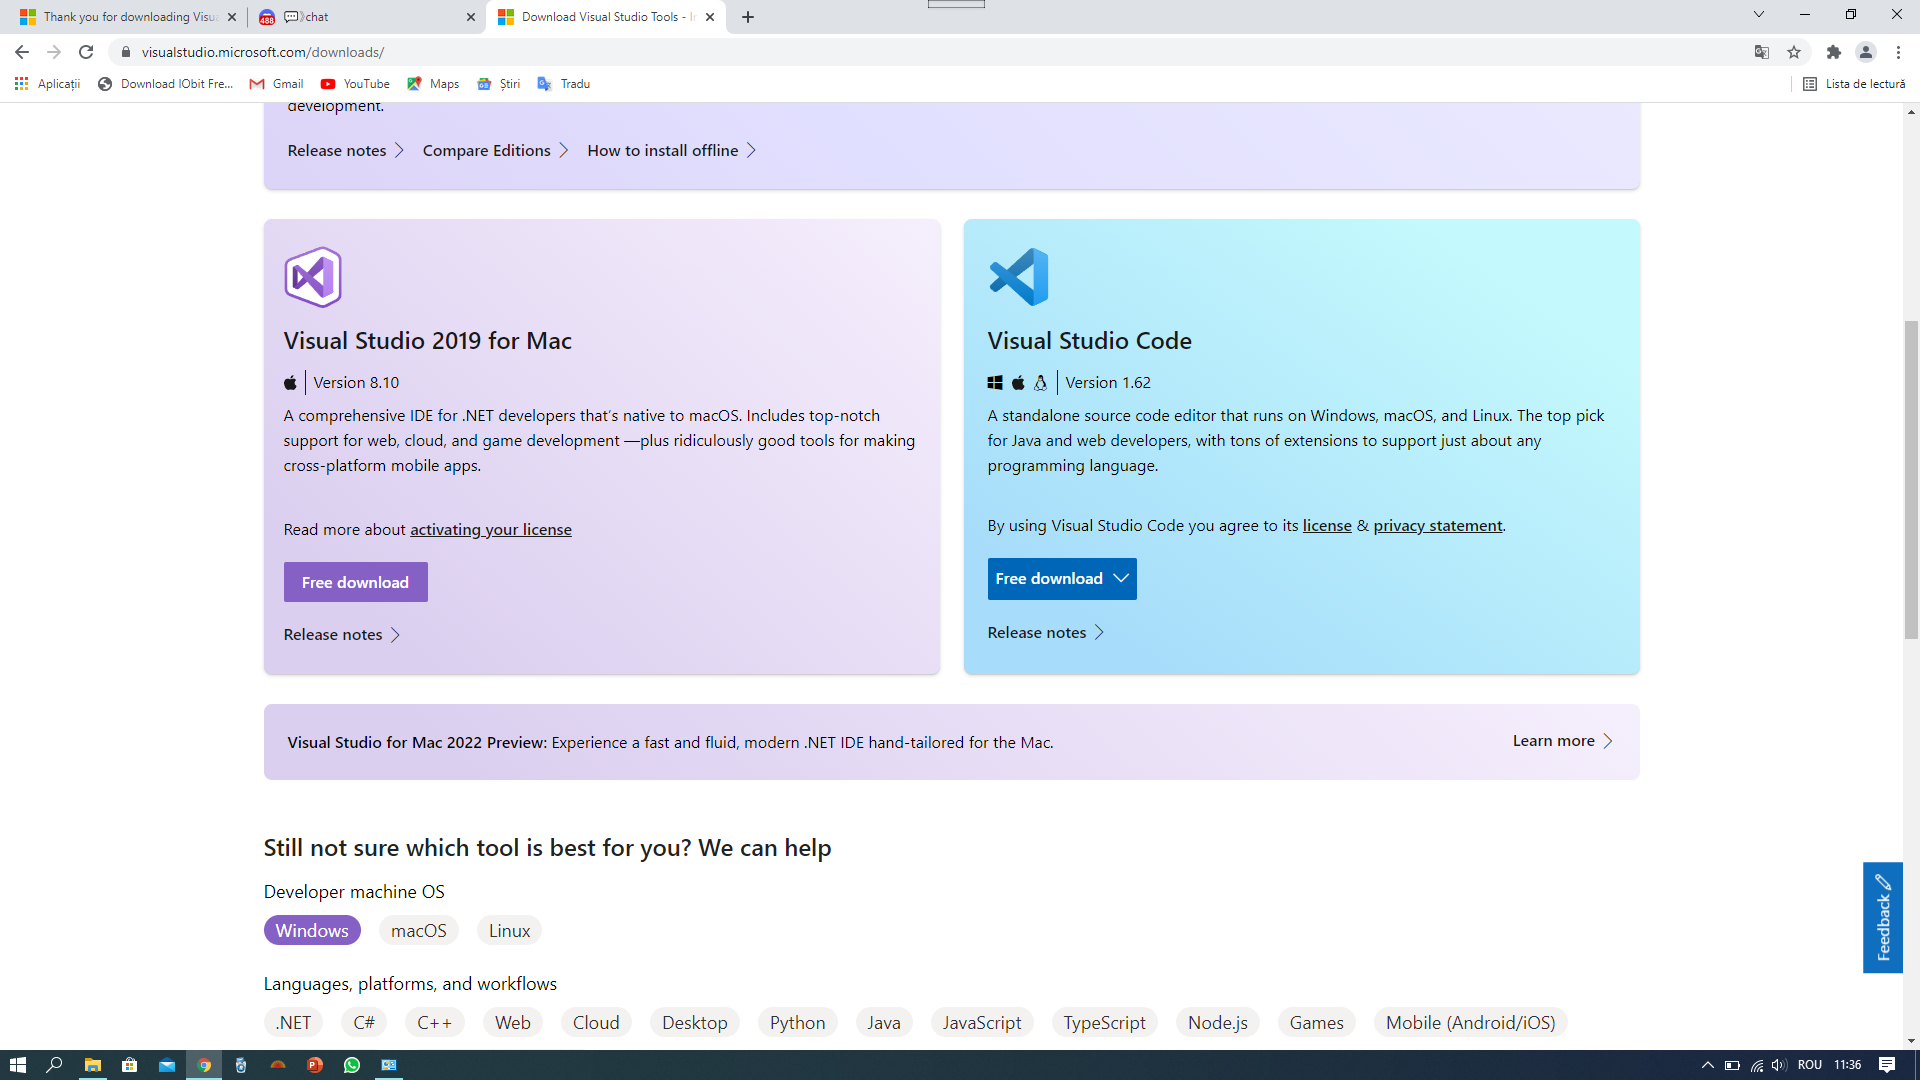 Thank you for downloading Visua
488
chat
Download Visual Studio Tools - In
visualstudio.microsoft.com/downloads/
Aplicații
Download IObit Fre...
Gmail
YouTube
Maps
Știri
Tradu
Lista de lectură
development.
Release notes
Compare Editions
How to install offline
Visual Studio 2019 for Mac
Version 8.10
A comprehensive IDE for .NET developers that's native to macOS. Includes top-notch
support for web, cloud, and game development —plus ridiculously good tools for making
cross-platform mobile apps.
Read more about activating your license
Free download
Release notes
Visual Studio Code
Version 1.62
A standalone source code editor that runs on Windows, macOS, and Linux. The top pick
for Java and web developers, with tons of extensions to support just about any
programming language.
By using Visual Studio Code you agree to its license & privacy statement.
Free download
Release notes
Visual Studio for Mac 2022 Preview: Experience a fast and fluid, modern .NET IDE hand-tailored for the Mac.
Learn more
Still not sure which tool is best for you? We can help
Developer machine OS
Windows
macOS
Linux
Feedback
Languages, platforms, and workflows
.NET
C#
C++
Web
Cloud
Desktop
Python
Java
JavaScript
TypeScript
Node.js
Games
Mobile (Android/iOS)
ROU
11:36